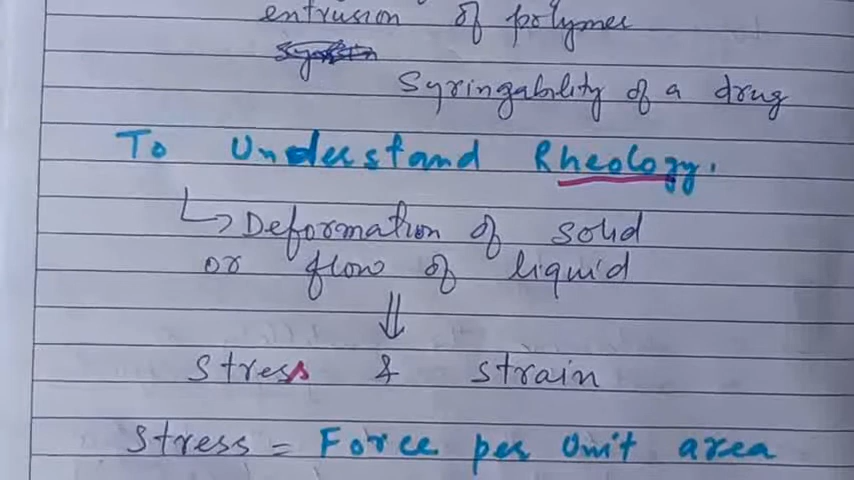 entrusion of polymer
Syringability of a drug
To Understand Rheology.
Deformation of solid
or flow of liquid
Stress & strain
Stress = Force per Unit area